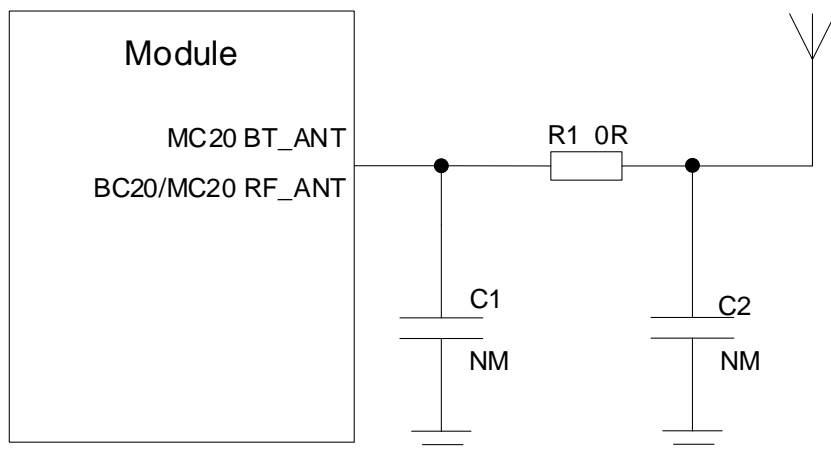 Module
MC20 BT_ANT
BC20/MC20 RF_ANT
R1 0R
C1
NM
C2
NM